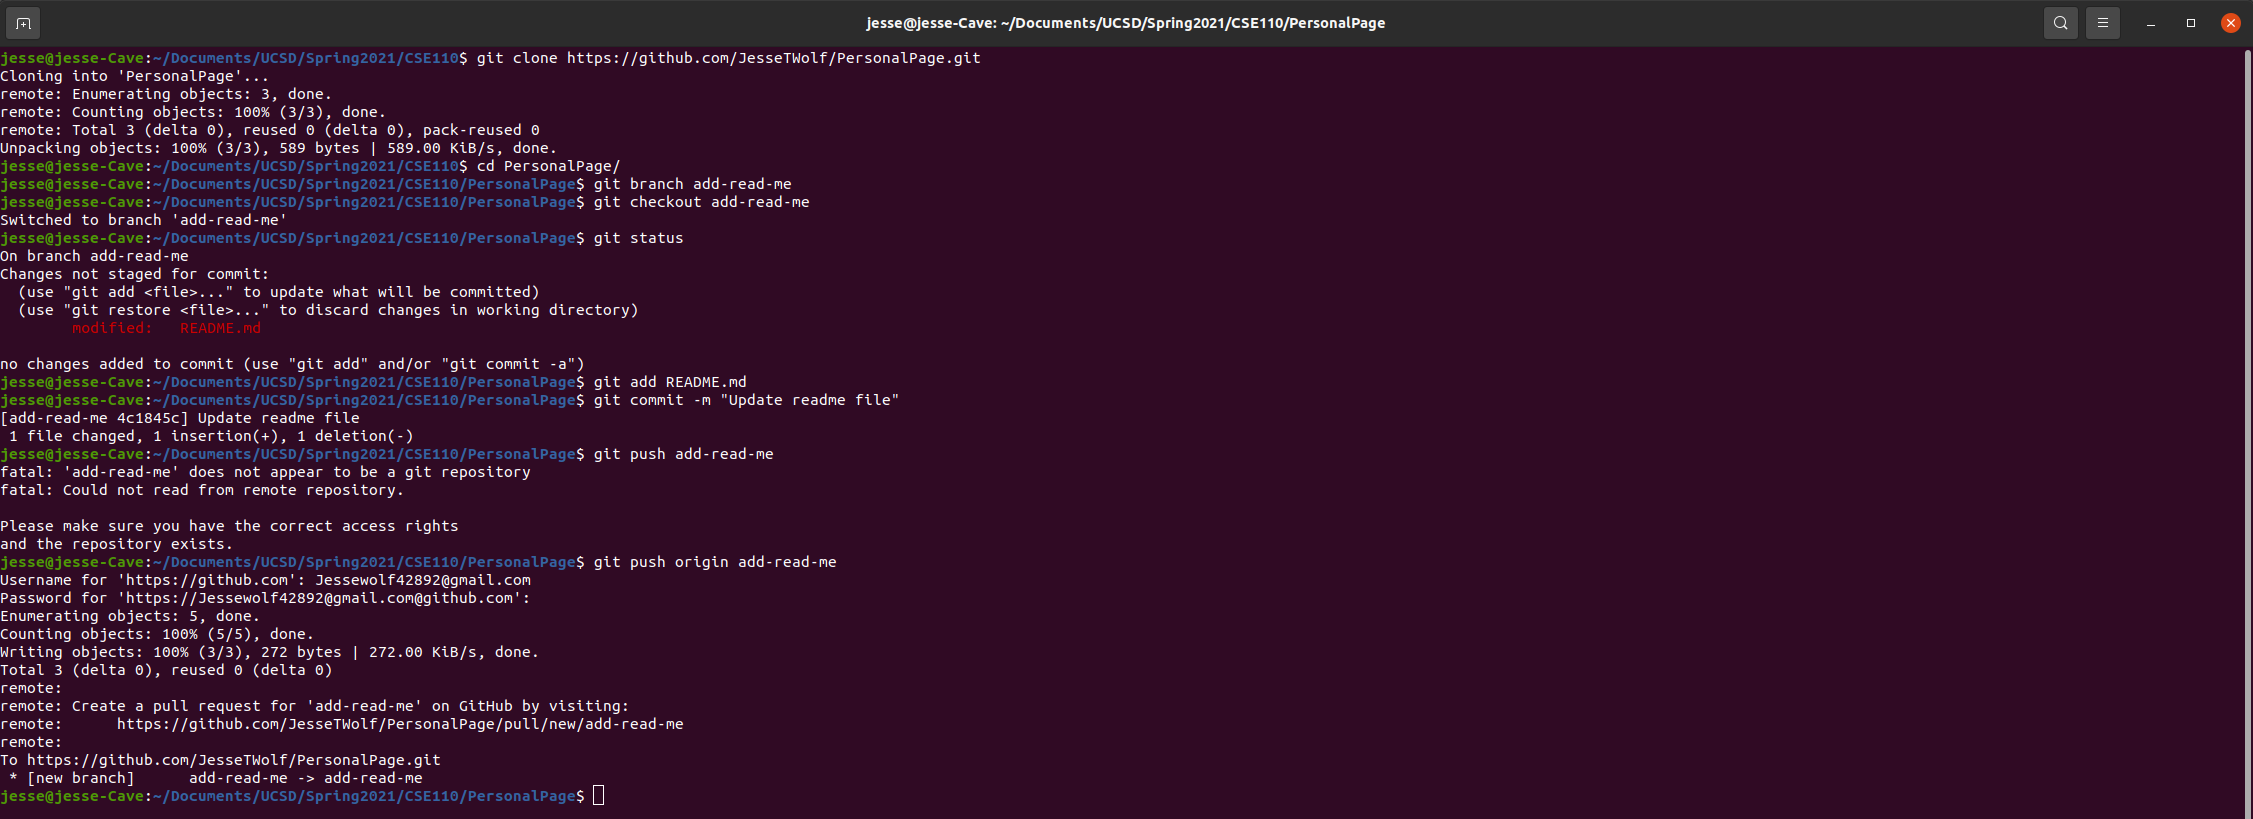 jesse@jesse-Cave: ~/Documents/UCSD/Spring2021/CSE110/PersonalPage
jesse@jesse-Cave:~/Documents/UCSD/Spring2021/CSE110$ git clone https://github.com/JesseTWolf/PersonalPage.git
Cloning into 'PersonalPage'...
remote: Enumerating objects: 3, done.
remote: Counting objects: 100% (3/3), done.
remote: Total 3 (delta 0), reused 0 (delta 0), pack-reused 0
Unpacking objects: 100% (3/3), 589 bytes | 589.00 KiB/s, done.
jesse@jesse-Cave:~/Documents/UCSD/Spring2021/CSE110$ cd PersonalPage/
jesse@jesse-Cave:~/Documents/UCSD/Spring2021/CSE110/PersonalPage$ git branch add-read-me
jesse@jesse-Cave:~/Documents/UCSD/Spring2021/CSE110/PersonalPage$ git checkout add-read-me
Switched to branch 'add-read-me'
jesse@jesse-Cave:~/Documents/UCSD/Spring2021/CSE110/PersonalPage$ git status
On branch add-read-me
Changes not staged for commit:
  (use "git add <file>..." to update what will be committed)
  (use "git restore <file>..." to discard changes in working directory)
        modified:   README.md
no changes added to commit (use "git add" and/or "git commit -a")
jesse@jesse-Cave:~/Documents/UCSD/Spring2021/CSE110/PersonalPage$ git add README.md
jesse@jesse-Cave:~/Documents/UCSD/Spring2021/CSE110/PersonalPage$ git commit -m "Update readme file"
[add-read-me 4c1845c] Update readme file
 1 file changed, 1 insertion(+), 1 deletion(-)
jesse@jesse-Cave:~/Documents/UCSD/Spring2021/CSE110/PersonalPage$ git push add-read-me
fatal: 'add-read-me' does not appear to be a git repository
fatal: Could not read from remote repository.
Please make sure you have the correct access rights
and the repository exists.
jesse@jesse-Cave:~/Documents/UCSD/Spring2021/CSE110/PersonalPage$ git push origin add-read-me
Username for 'https://github.com': Jessewolf42892@gmail.com
Password for 'https://Jessewolf42892@gmail.com@github.com':
Enumerating objects: 5, done.
Counting objects: 100% (5/5), done.
Writing objects: 100% (3/3), 272 bytes | 272.00 KiB/s, done.
Total 3 (delta 0), reused 0 (delta 0)
remote:
remote: Create a pull request for 'add-read-me' on GitHub by visiting:
remote:      https://github.com/JesseTWolf/PersonalPage/pull/new/add-read-me
remote:
To https://github.com/JesseTWolf/PersonalPage.git
 * [new branch]      add-read-me -> add-read-me
jesse@jesse-Cave:~/Documents/UCSD/Spring2021/CSE110/PersonalPage$